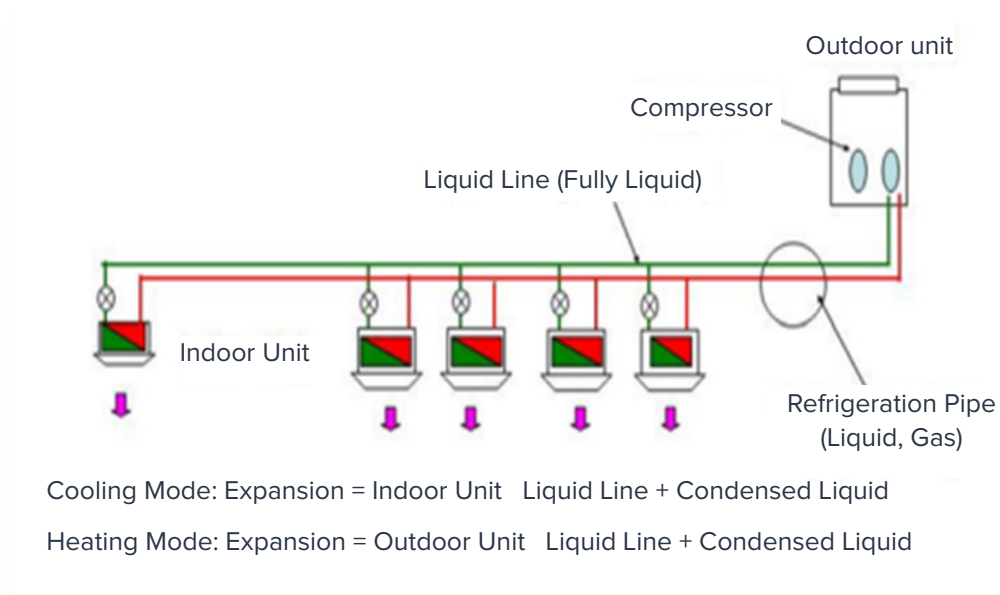 Outdoor unit
Compressor
Liquid Line (Fully Liquid)
Indoor Unit
Refrigeration Pipe
(Liquid, Gas)
Cooling Mode: Expansion = Indoor Unit Liquid Line + Condensed Liquid
Heating Mode: Expansion = Outdoor Unit Liquid Line + Condensed Liquid